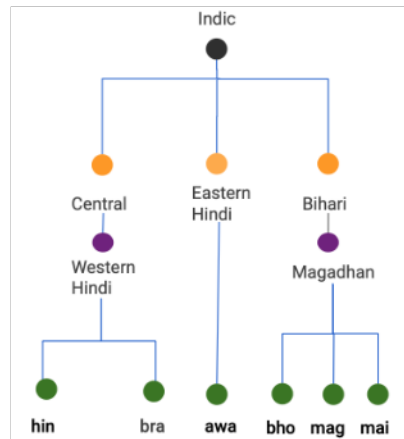 Indic
Central
Eastern
Hindi
Bihari
Western
Hindi
Magadhan
hin
bra
awa
bho
mag
mai